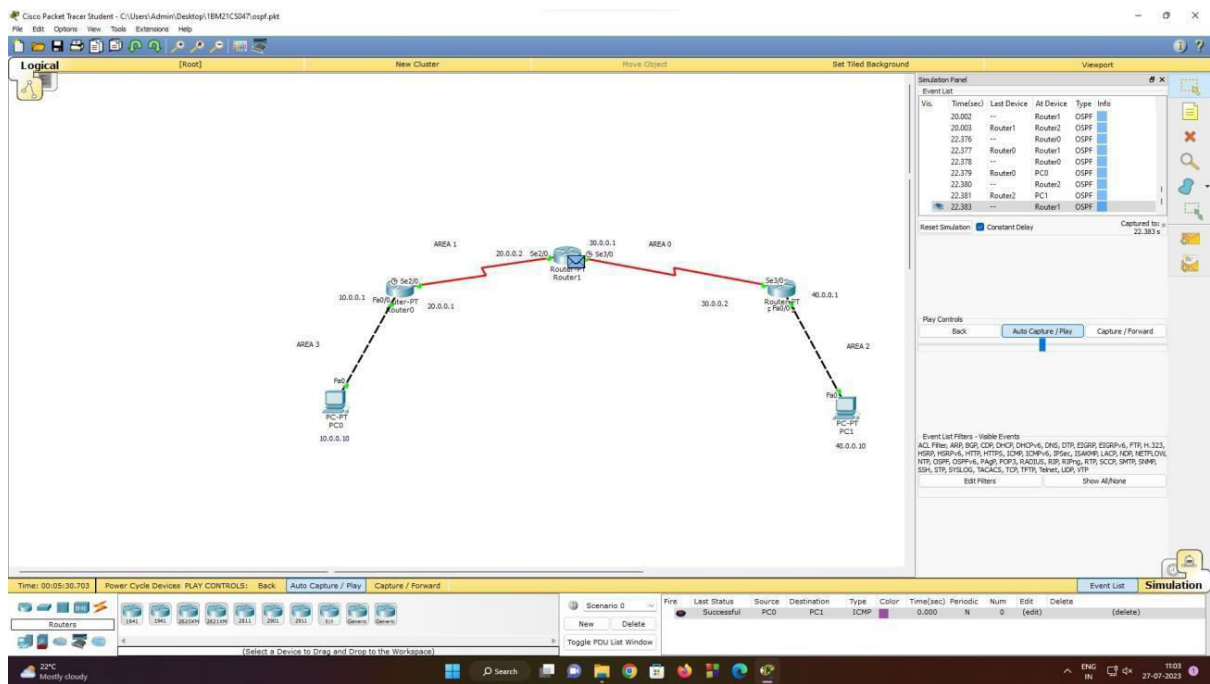 Cisco Packet Tracer Student - C:\Users\Admin\Desktop\1BM21CS047\ospf.pkt
File Edit Options View Tools Extensions Help
Logical [Root] New Cluster Move Object Set Tiled Background Viewport
Simulation Panel
Event List
Vis. Time(sec) Last Device At Device Type Info
20.002 -- Router1 OSPF
20.003 Router1 Router2 OSPF
22.376 -- Router0 OSPF
22.377 Router0 Router1 OSPF
22.378 -- Router0 OSPF
22.379 Router0 PC0 OSPF
22.380 -- Router2 OSPF
22.381 Router2 PC1 OSPF
22.383 -- Router1 OSPF
Reset Simulation Constant Delay Captured to:
22.383 s
AREA 1
20.0.0.2 Se2/0
30.0.0.1
Se3/0
AREA 0
Router1
Se2/0
10.0.0.1 Fa0/0
Router0
20.0.0.1
Se3/0
30.0.0.2
40.0.0.1
Fa0/0
AREA 3
AREA 2
Fa0
PC-PT
PC0
10.0.0.10
Fa0
PC-PT
PC1
40.0.0.10
Play Controls
Back Auto Capture / Play Capture / Forward
Event List Filters - Visible Events
ACL Filter, ARP, BGP, CDP, DHCP, DHCPv6, DNS, DTP, EIGRP, EIGRPv6, FTP, H.323,
HSRP, HSRPv6, HTTP, HTTPS, ICMP, ICMPv6, IPSec, ISAKMP, LACP, NDP, NETFLOW,
NTP, OSPF, OSPFv6, PAgP, POP3, RADIUS, RIP, RIPng, RTP, SCCP, SMTP, SNMP,
SSH, STP, SYSLOG, TACACS, TCP, TFTP, Telnet, UDP, VTP
Edit Filters Show All/None
Time: 00:05:30.703 Power Cycle Devices PLAY CONTROLS: Back Auto Capture / Play Capture / Forward Event List Simulation
Routers
1841 1941 2620XM 2621XM 2811 2901 2911 819 Generic Generic
(Select a Device to Drag and Drop to the Workspace)
Scenario 0
New Delete
Toggle PDU List Window
Fire Last Status Source Destination Type Color Time(sec) Periodic Num Edit Delete
Successful PC0 PC1 ICMP 0.000 N 0 (edit) (delete)
22°C
Mostly cloudy
Search
ENG
IN
11:03
27-07-2023